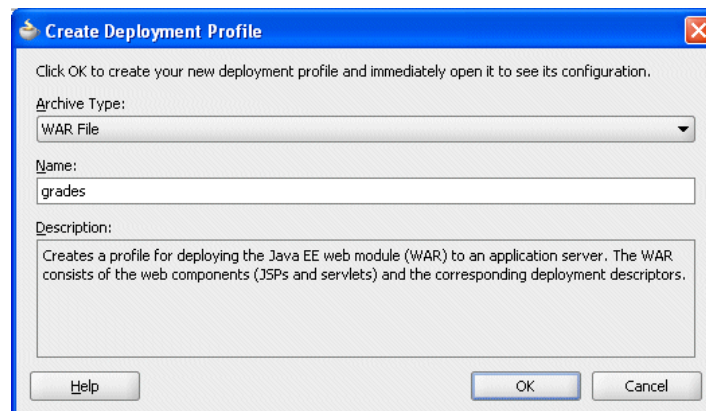 Create Deployment Profile
Click OK to create your new deployment profile and immediately open it to see its configuration.
Archive Type:
WAR File
Name:
grades
Description:
Creates a profile for deploying the Java EE web module (WAR) to an application server. The WAR
consists of the web components (JSPs and servlets) and the corresponding deployment descriptors.
Help
OK
Cancel